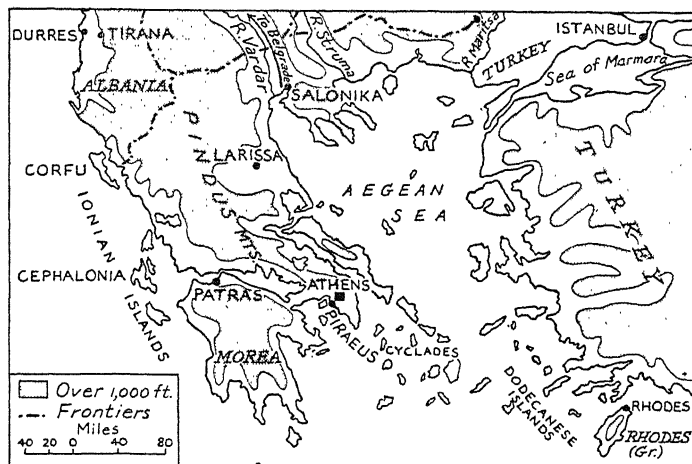 DURRES
TIRANA
ALBANIA
R. Vardar
To Belgrade
R. Struma
R. Maritsa
TURKEY
ISTANBUL
Sea of Marmara
SALONIKA
PINDUS MTS.
LARISSA
CORFU
IONIAN ISLANDS
AEGEAN
SEA
TURKEY
CEPHALONIA
PATRAS
ATHENS
PIRAEUS
CYCLADES
MOREA
DODECANESE
ISLANDS
RHODES
RHODES
(Gr.)
Over 1,000 ft.
Frontiers
Miles
40 20 0 40 80